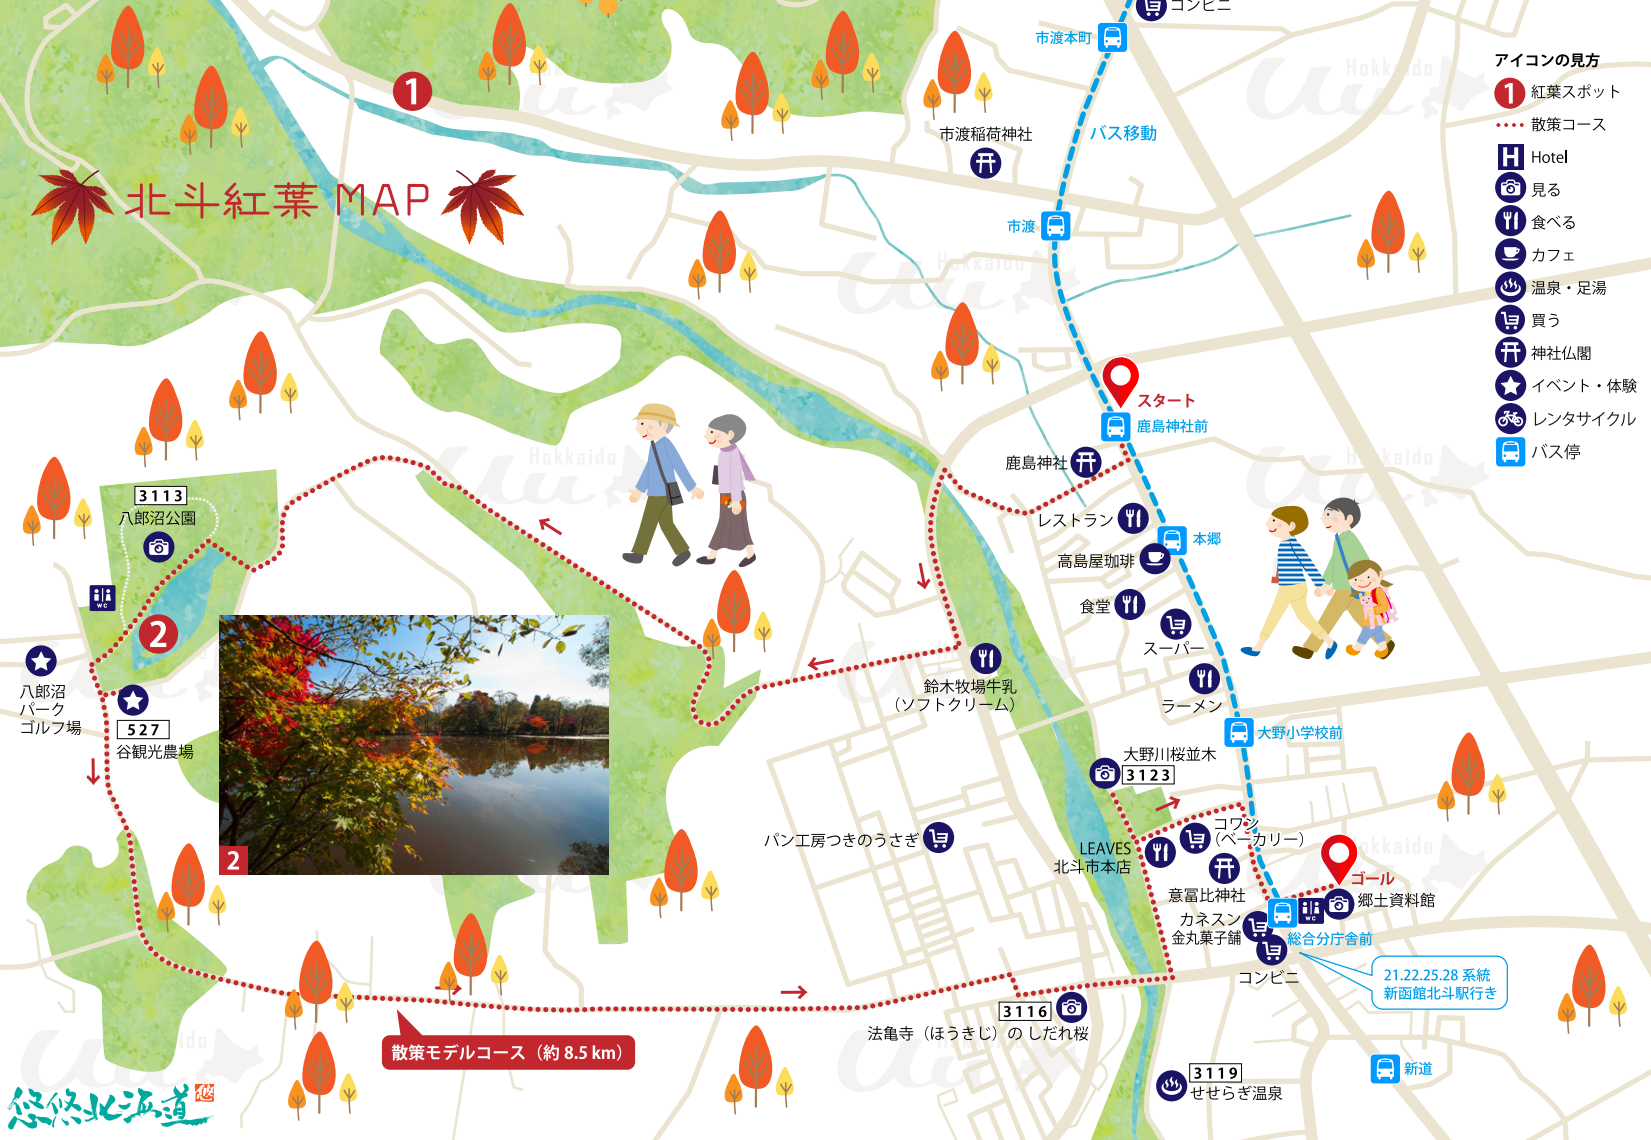 コンビニ
市渡本町
バス移動
市渡稲荷神社
市渡
北斗紅葉 MAP
1
アイコンの見方
1 紅葉スポット
散策コース
H Hotel
見る
食べる
カフェ
温泉・足湯
買う
神社仏閣
イベント・体験
レンタサイクル
バス停
スタート
鹿島神社前
鹿島神社
レストラン
本郷
高島屋珈琲
食堂
スーパー
ラーメン
大野小学校前
3113
八郎沼公園
WC
2
八郎沼
パーク
ゴルフ場
527
谷観光農場
2
鈴木牧場牛乳
（ソフトクリーム）
大野川桜並木
3123
パン工房つきのうさぎ
コワン
（ベーカリー）
LEAVES
北斗市本店
意冨比神社
カネスン
金丸菓子舗
ゴール
郷土資料館
WC
総合分庁舎前
コンビニ
21.22.25.28 系統
新函館北斗駅行き
3116
法亀寺（ほうきじ）の しだれ桜
散策モデルコース（約 8.5 km）
新道
3119
せせらぎ温泉
悠悠北海道
悠
Hokkaido
Hokkaido
Hokkaido